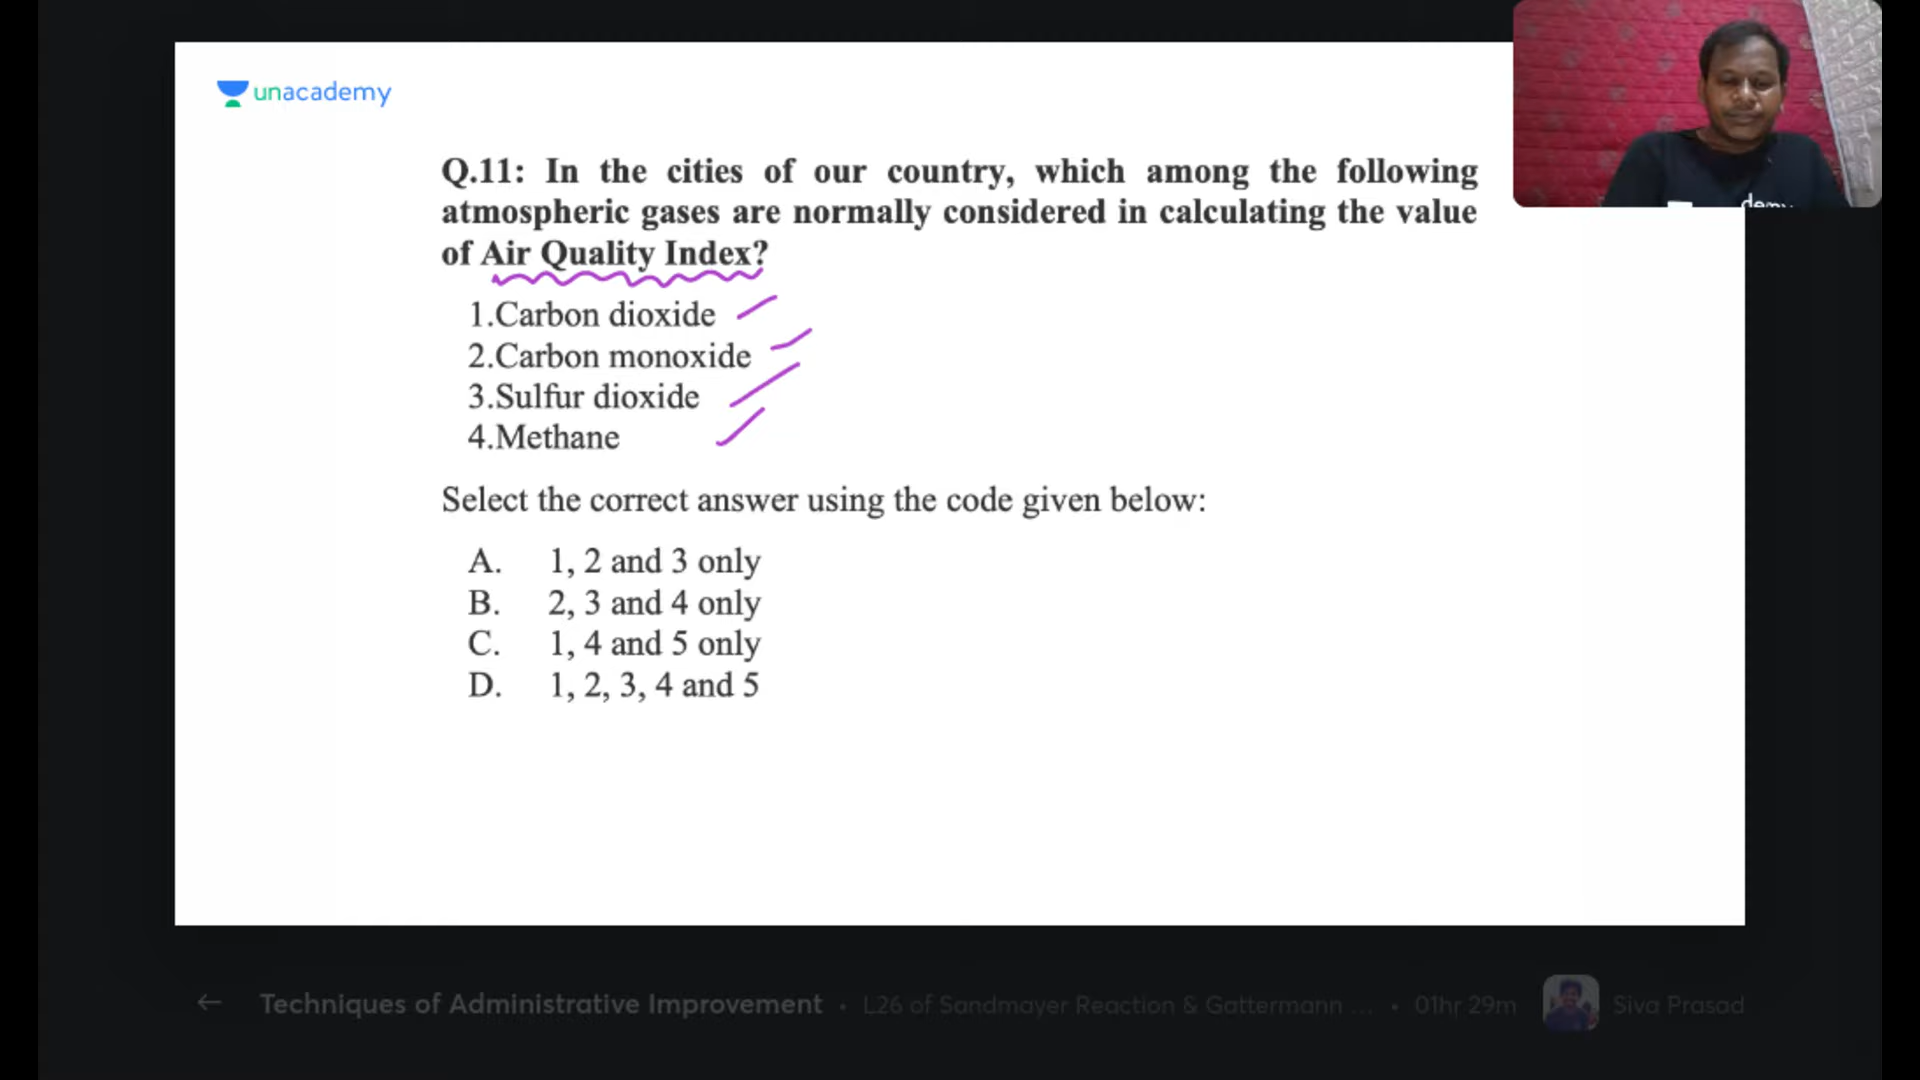 unacademy
Q.11: In the cities of our country, which among the following
atmospheric gases are normally considered in calculating the value
of Air Quality Index?
1.Carbon dioxide
2.Carbon monoxide
3.Sulfur dioxide
4.Methane
Select the correct answer using the code given below:
A. 1, 2 and 3 only
B. 2, 3 and 4 only
C. 1, 4 and 5 only
D. 1, 2, 3, 4 and 5
Techniques of Administrative Improvement • L26 of Sandmayer Reaction & Gattermann ... • 01hr 29m Siva Prasad